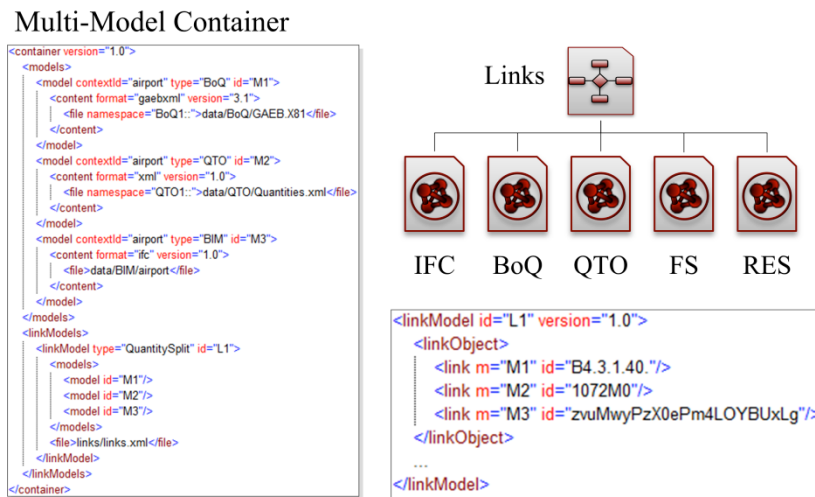 Multi-Model Container
<container version="1.0">
<models>
<model contextId="airport" type="BoQ" id="M1">
<content format="gaebxml" version="3.1">
<file namespace="BoQ1::">data/BoQ/GAEB.X81</file>
</content>
</model>
<model contextId="airport" type="QTO" id="M2">
<content format="xml" version="1.0">
<file namespace="QTO1::">data/QTO/Quantities.xml</file>
</content>
</model>
<model contextId="airport" type="BIM" id="M3">
<content format="ifc" version="1.0">
<file>data/BIM/airport</file>
</content>
</model>
</models>
<linkModels>
<linkModel type="QuantitySplit" id="L1">
<models>
<model id="M1"/>
<model id="M2"/>
<model id="M3"/>
</models>
<file>links/links.xml</file>
</linkModel>
</linkModels>
</container>
Links
IFC BoQ QTO FS RES
<linkModel id="L1" version="1.0">
<linkObject>
<link m="M1" id="B4.3.1.40."/>
<link m="M2" id="1072M0"/>
<link m="M3" id="zvuMwyPzX0ePm4LOYBUxLg"/>
</linkObject>
...
</linkModel>